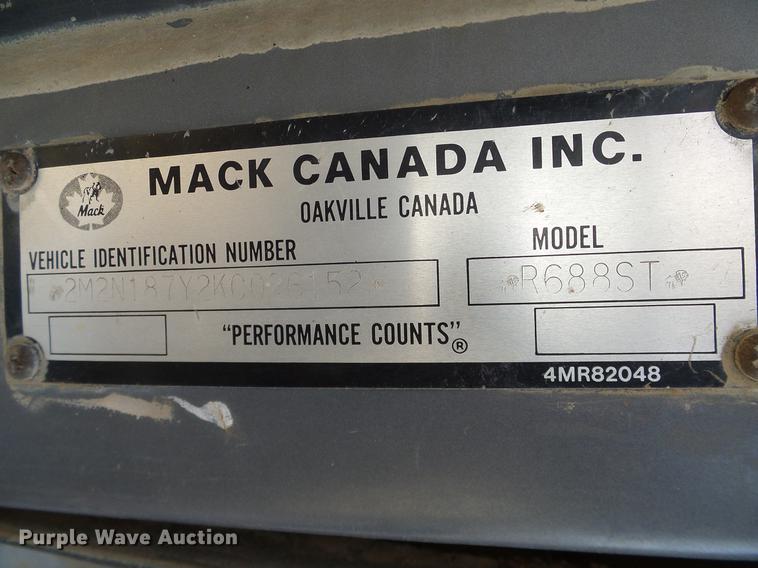 MACK CANADA INC.
Mack
OAKVILLE CANADA
VEHICLE IDENTIFICATION NUMBER
MODEL
2M2N187Y2KC026152
R688ST
"PERFORMANCE COUNTS"®
4MR82048
Purple Wave Auction